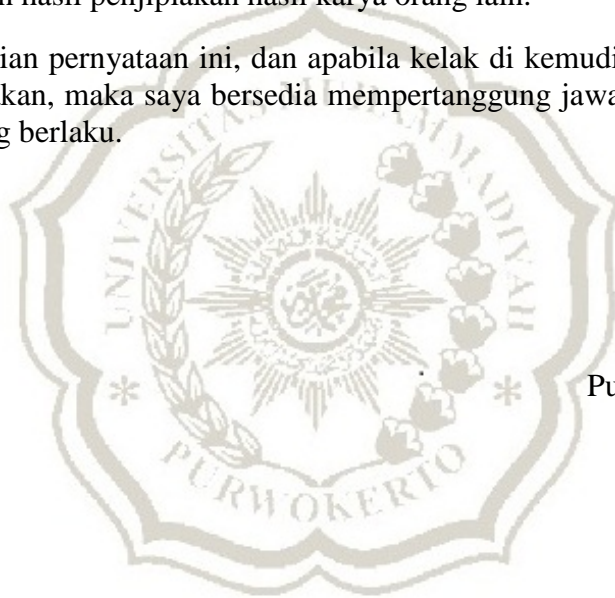 hasil penjiplakan hasil karya orang lain.
ian pernyataan ini, dan apabila kelak di kemudi
akan, maka saya bersedia mempertanggung jawa
g berlaku.
UNIVERSITAS MUHAMMADIYAH
PURWOKERTO
Pu